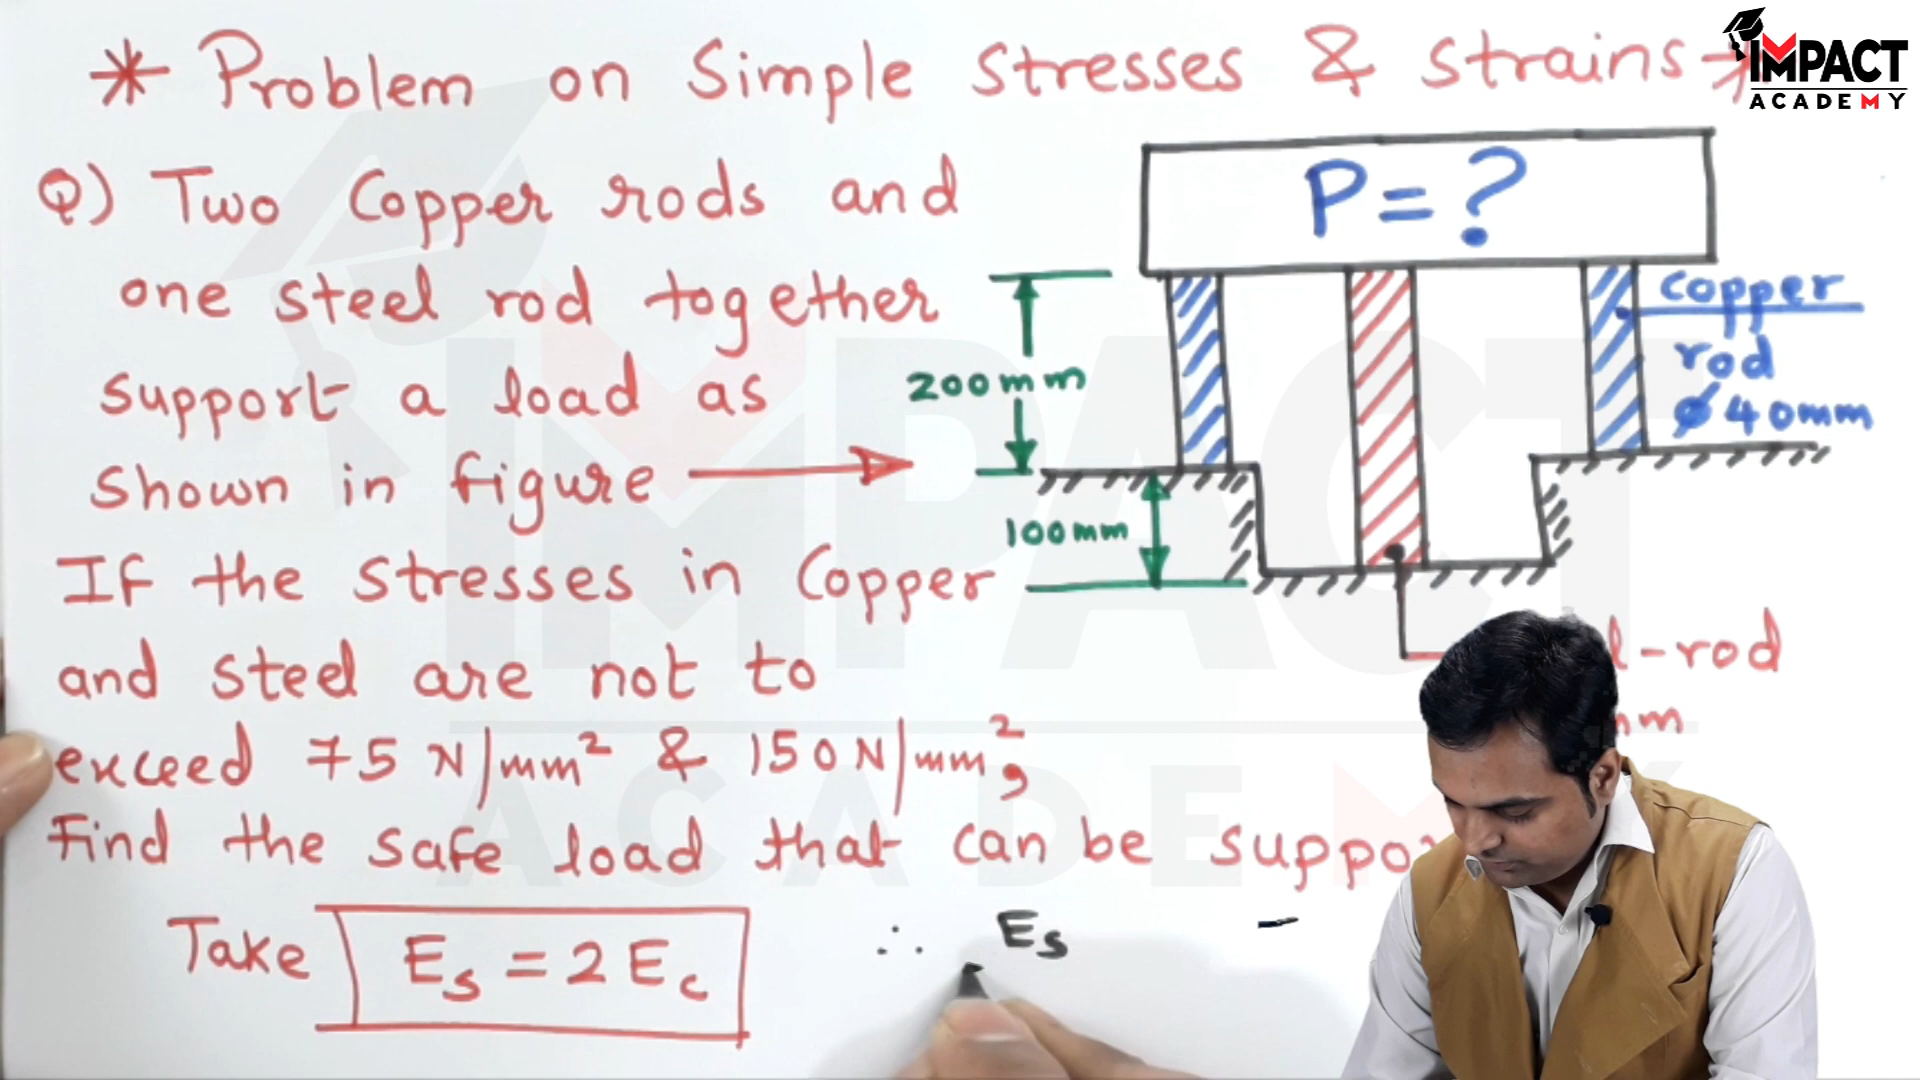 * Problem on Simple Stresses & Strains *
IMPACT
ACADEMY
Q) Two Copper rods and
one steel rod together
support a load as
shown in figure
If the stresses in Copper
and steel are not to
exceed 75 N/mm² & 150 N/mm²,
Find the safe load that can be
Take Es = 2 Ec
∴ Es
P = ?
200mm
100mm
copper
rod
ø 40mm
-rod